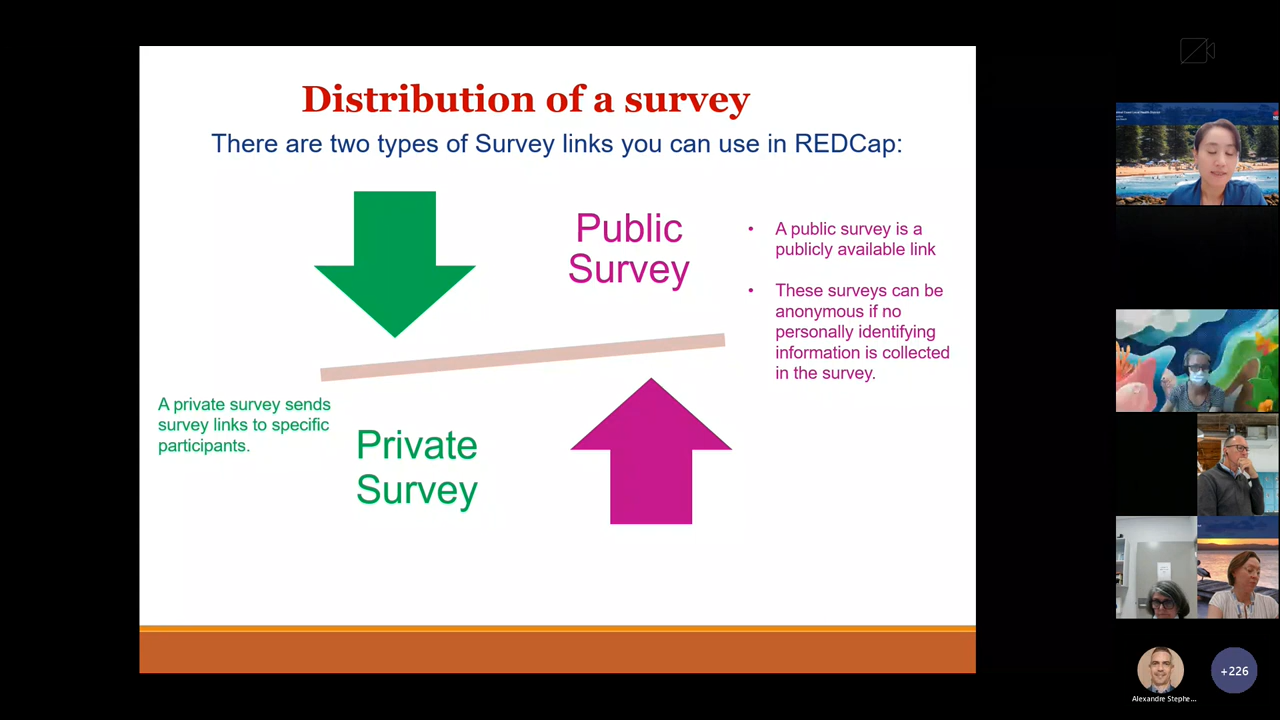 Distribution of a survey
There are two types of Survey links you can use in REDCap:
Public
Survey
• A public survey is a
publicly available link
• These surveys can be
anonymous if no
personally identifying
information is collected
in the survey.
A private survey sends
survey links to specific
participants.
Private
Survey
Alexandre Stephe...
+226